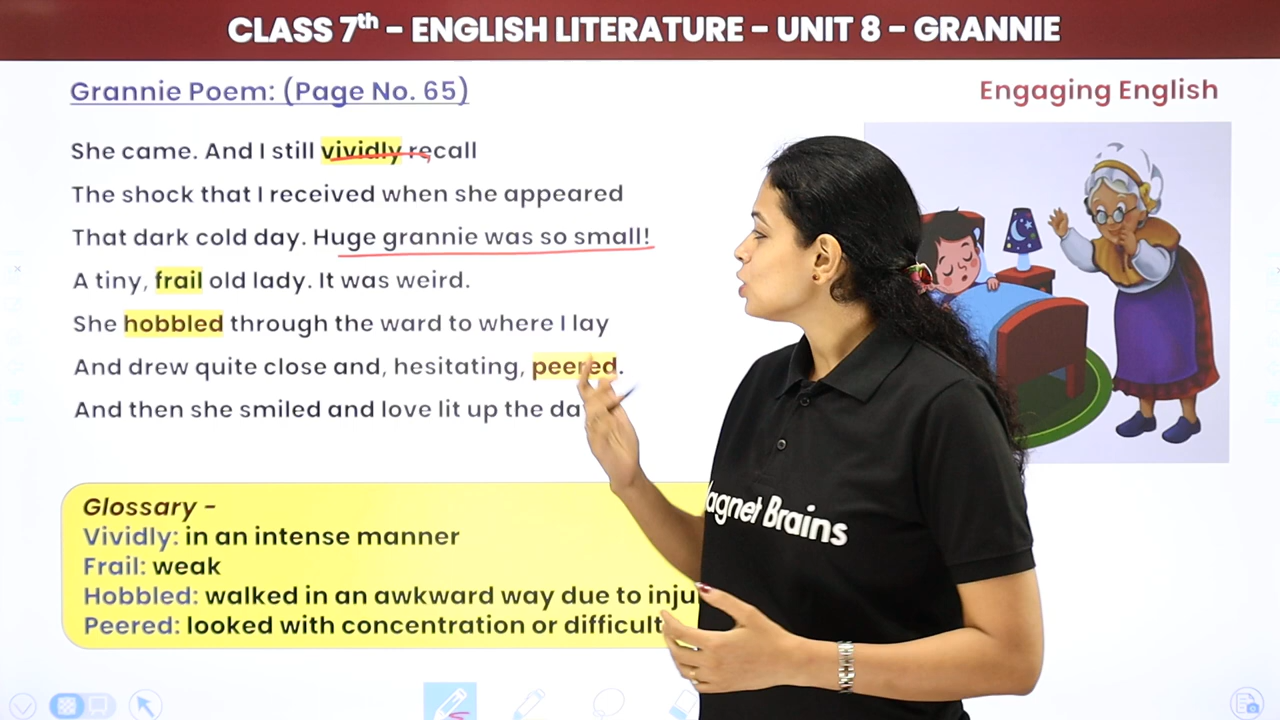 CLASS 7th - ENGLISH LITERATURE - UNIT 8 - GRANNIE
Grannie Poem: (Page No. 65)
Engaging English
She came. And I still vividly recall
The shock that I received when she appeared
That dark cold day. Huge grannie was so small!
A tiny, frail old lady. It was weird.
She hobbled through the ward to where I lay
And drew quite close and, hesitating, peered.
And then she smiled and love lit up the
Glossary -
Vividly: in an intense manner
Frail: weak
Hobbled: walked in an awkward way due to
Peered: looked with concentration or
Brains